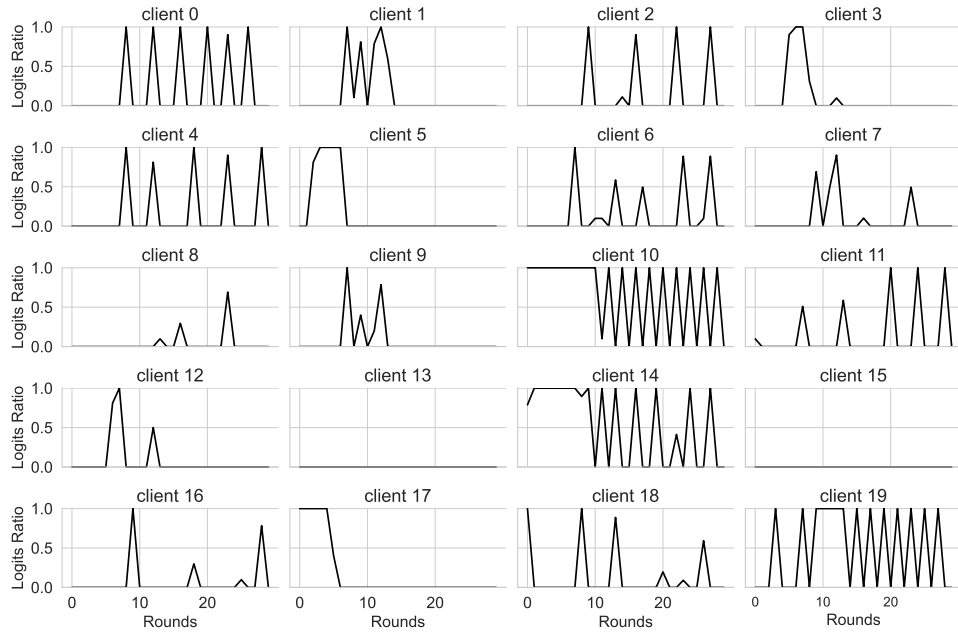 client 0 client 1 client 2 client 3
1.0
0.5
0.0
Logits Ratio
client 4 client 5 client 6 client 7
1.0
0.5
0.0
Logits Ratio
client 8 client 9 client 10 client 11
1.0
0.5
0.0
Logits Ratio
client 12 client 13 client 14 client 15
1.0
0.5
0.0
Logits Ratio
client 16 client 17 client 18 client 19
1.0
0.5
0.0
Logits Ratio
0 10 20 0 10 20 0 10 20 0 10 20
Rounds Rounds Rounds Rounds